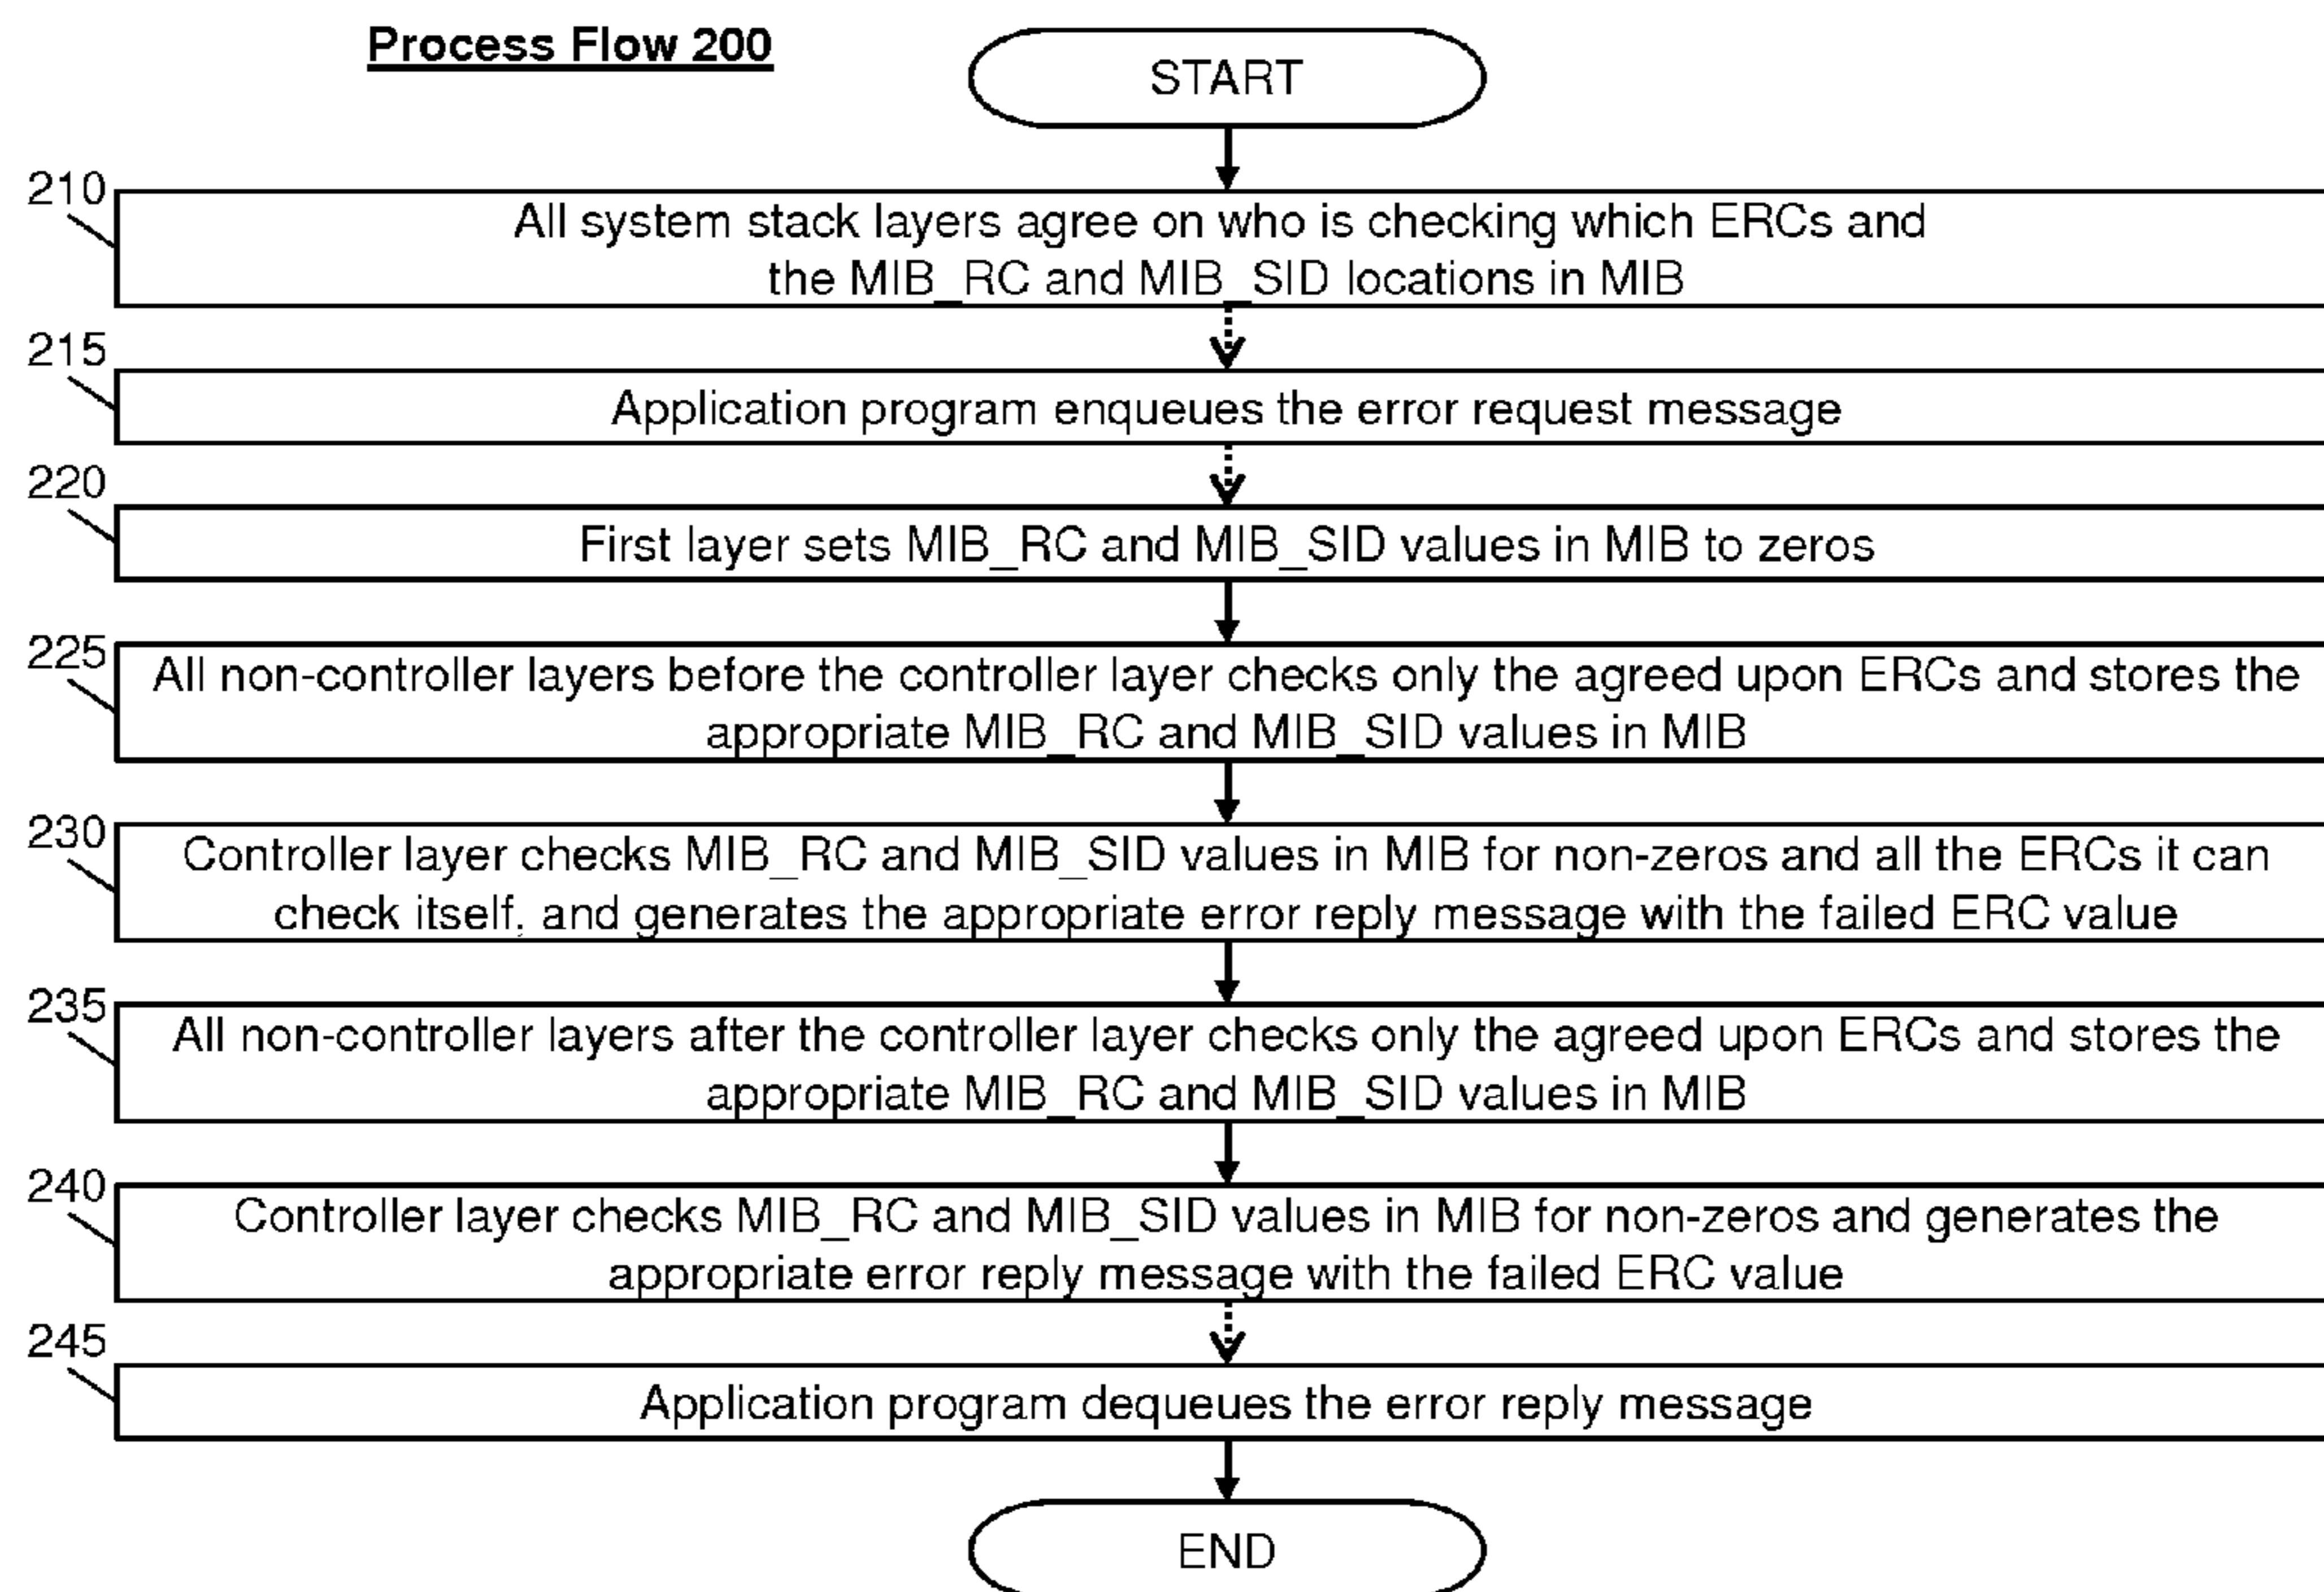 Process Flow 200
START
210
All system stack layers agree on who is checking which ERCs and
the MIB_RC and MIB_SID locations in MIB
215
Application program enqueues the error request message
220
First layer sets MIB_RC and MIB_SID values in MIB to zeros
225
All non-controller layers before the controller layer checks only the agreed upon ERCs and stores the
appropriate MIB_RC and MIB_SID values in MIB
230
Controller layer checks MIB_RC and MIB_SID values in MIB for non-zeros and all the ERCs it can
check itself, and generates the appropriate error reply message with the failed ERC value
235
All non-controller layers after the controller layer checks only the agreed upon ERCs and stores the
appropriate MIB_RC and MIB_SID values in MIB
240
Controller layer checks MIB_RC and MIB_SID values in MIB for non-zeros and generates the
appropriate error reply message with the failed ERC value
245
Application program dequeues the error reply message
END